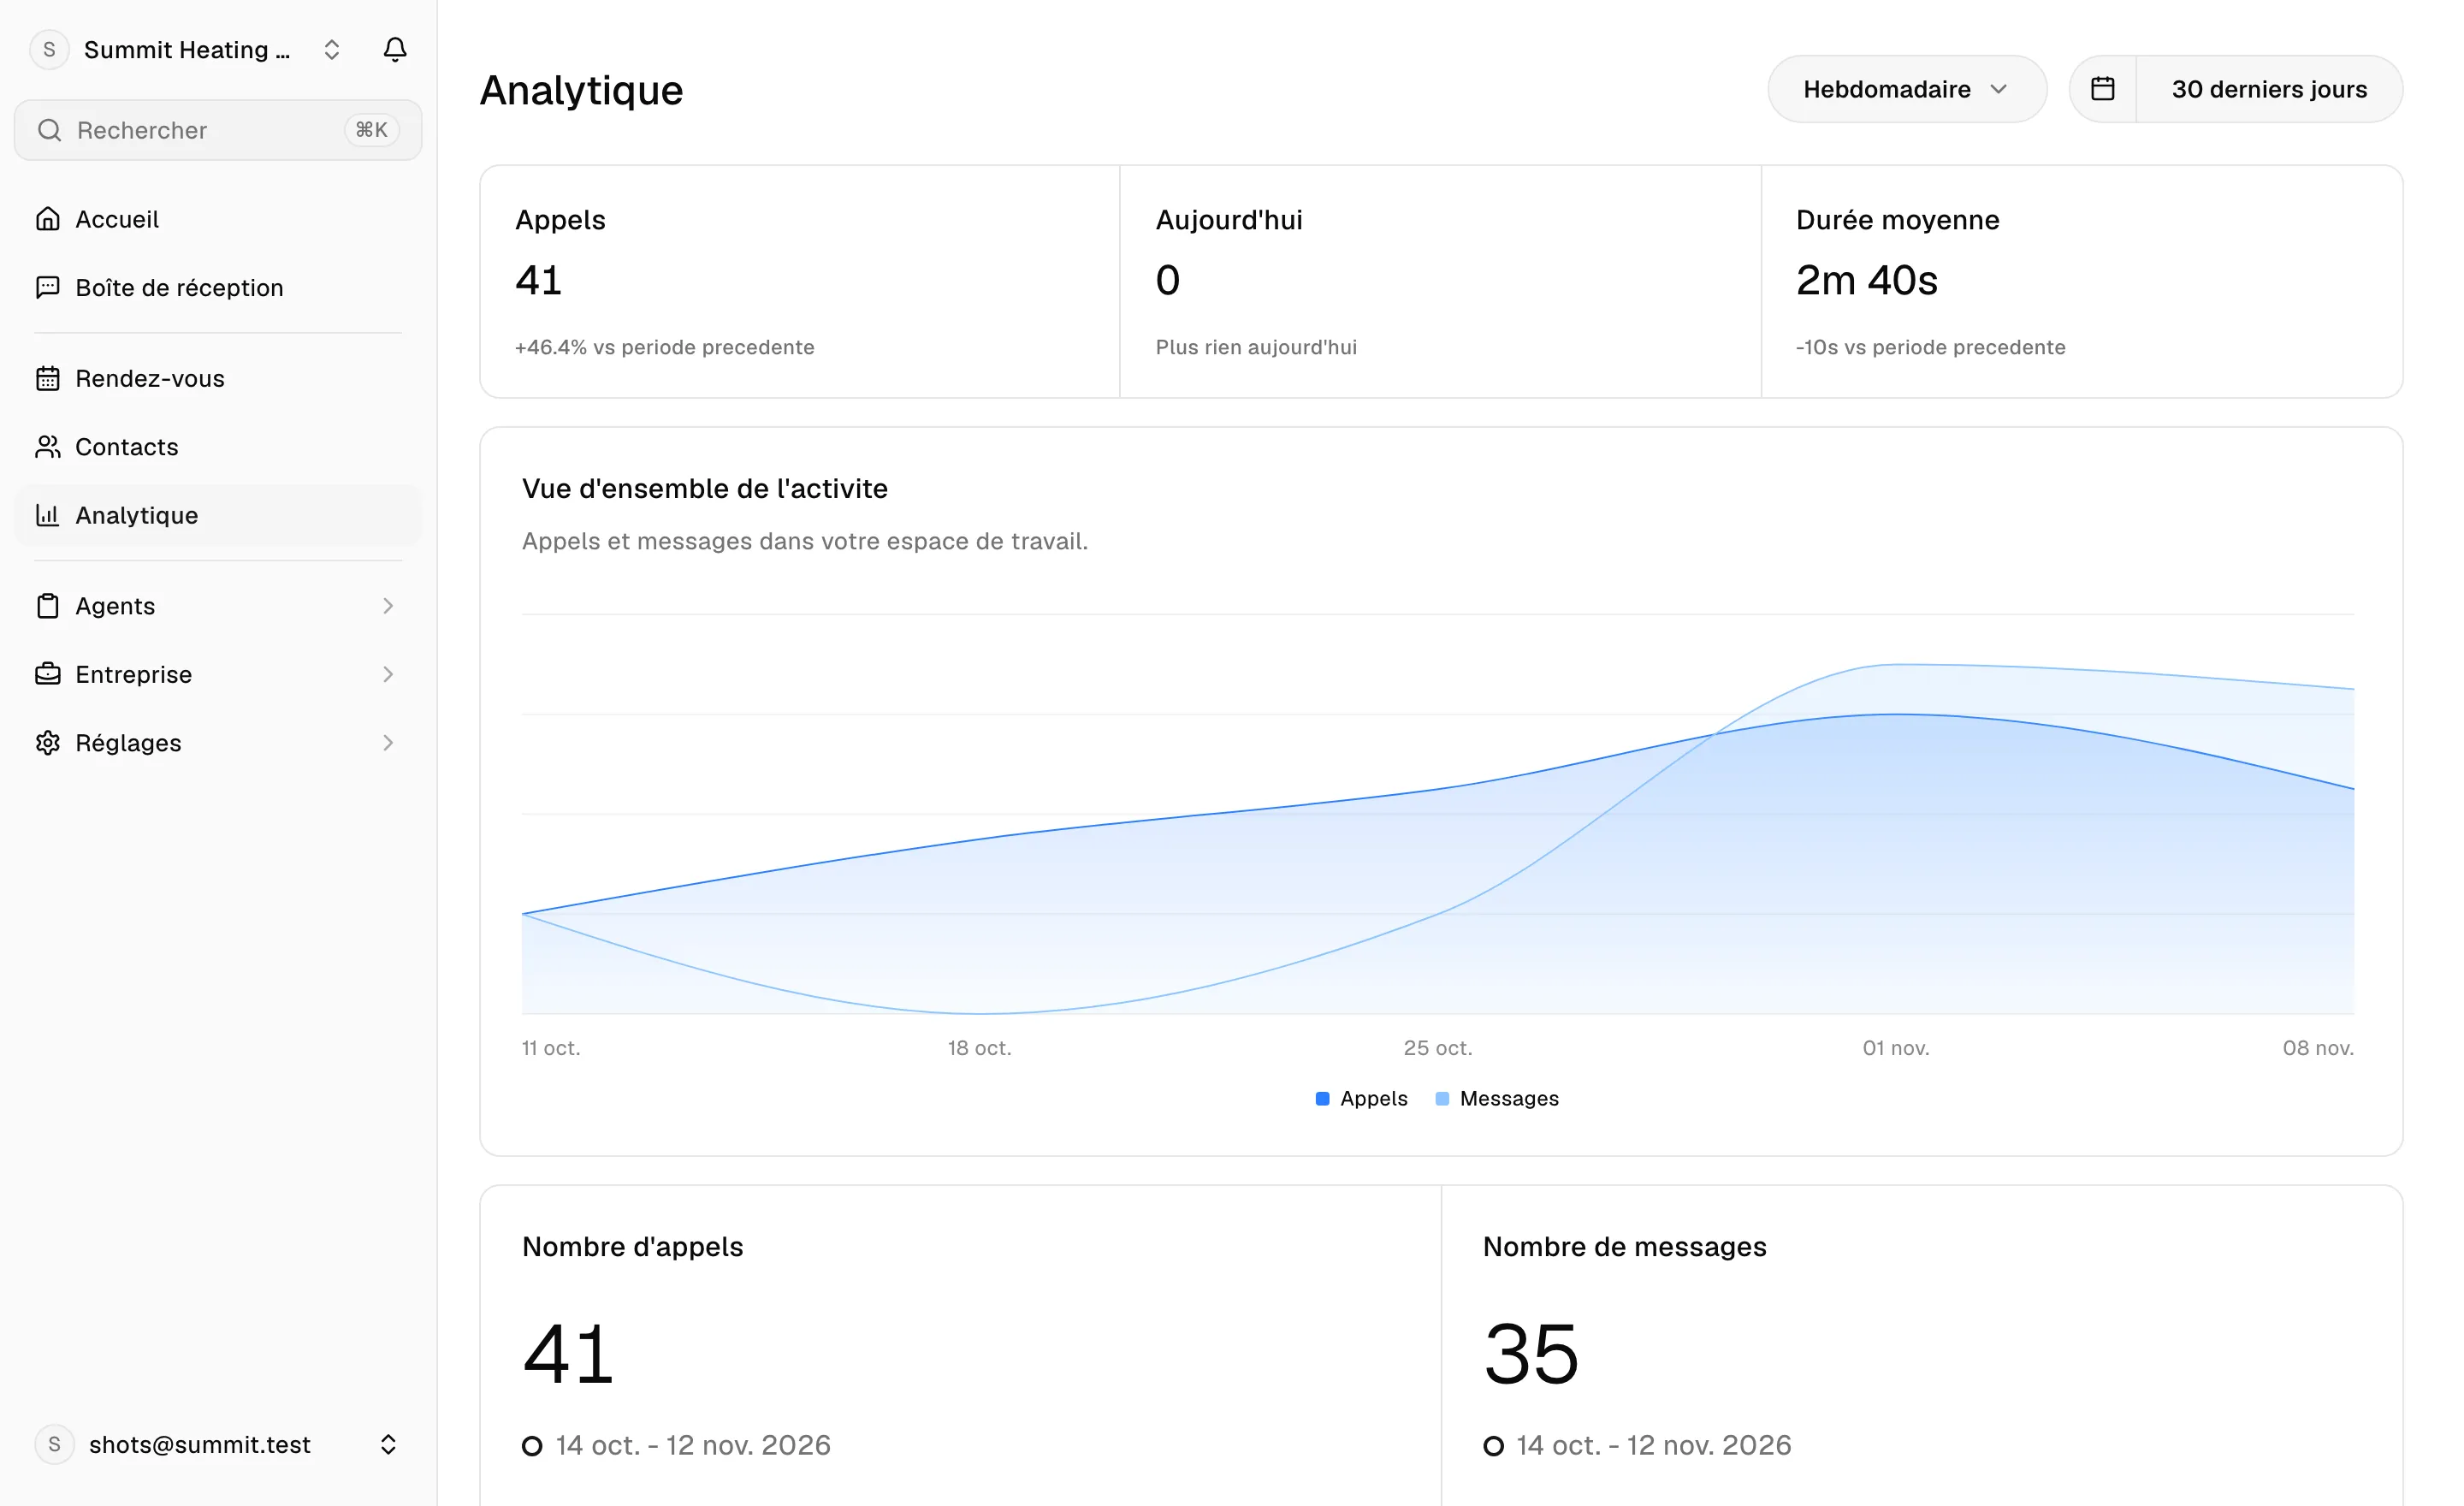 S Summit Heating ...
Rechercher ⌘K
Accueil
Boîte de réception
Rendez-vous
Contacts
Analytique
Agents
Entreprise
Réglages
S shots@summit.test
Analytique
Hebdomadaire
30 derniers jours
Appels
41
+46.4% vs periode precedente
Aujourd'hui
0
Plus rien aujourd'hui
Durée moyenne
2m 40s
-10s vs periode precedente
Vue d'ensemble de l'activite
Appels et messages dans votre espace de travail.
11 oct. 18 oct. 25 oct. 01 nov. 08 nov.
Appels Messages
Nombre d'appels
41
14 oct. - 12 nov. 2026
Nombre de messages
35
14 oct. - 12 nov. 2026